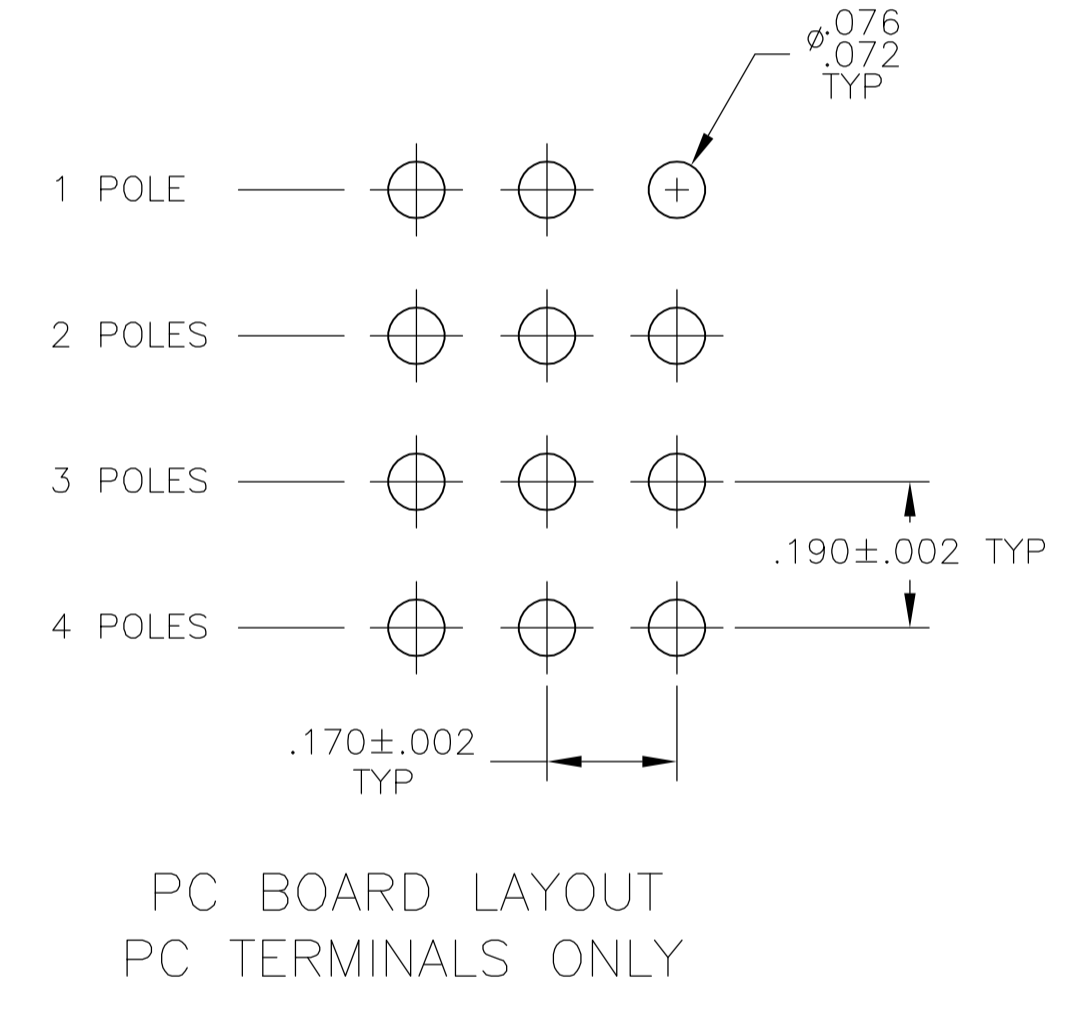 ⌀.076
.072
TYP
1 POLE
2 POLES
3 POLES
.190±.002 TYP
4 POLES
.170±.002
TYP
PC BOARD LAYOUT
PC TERMINALS ONLY